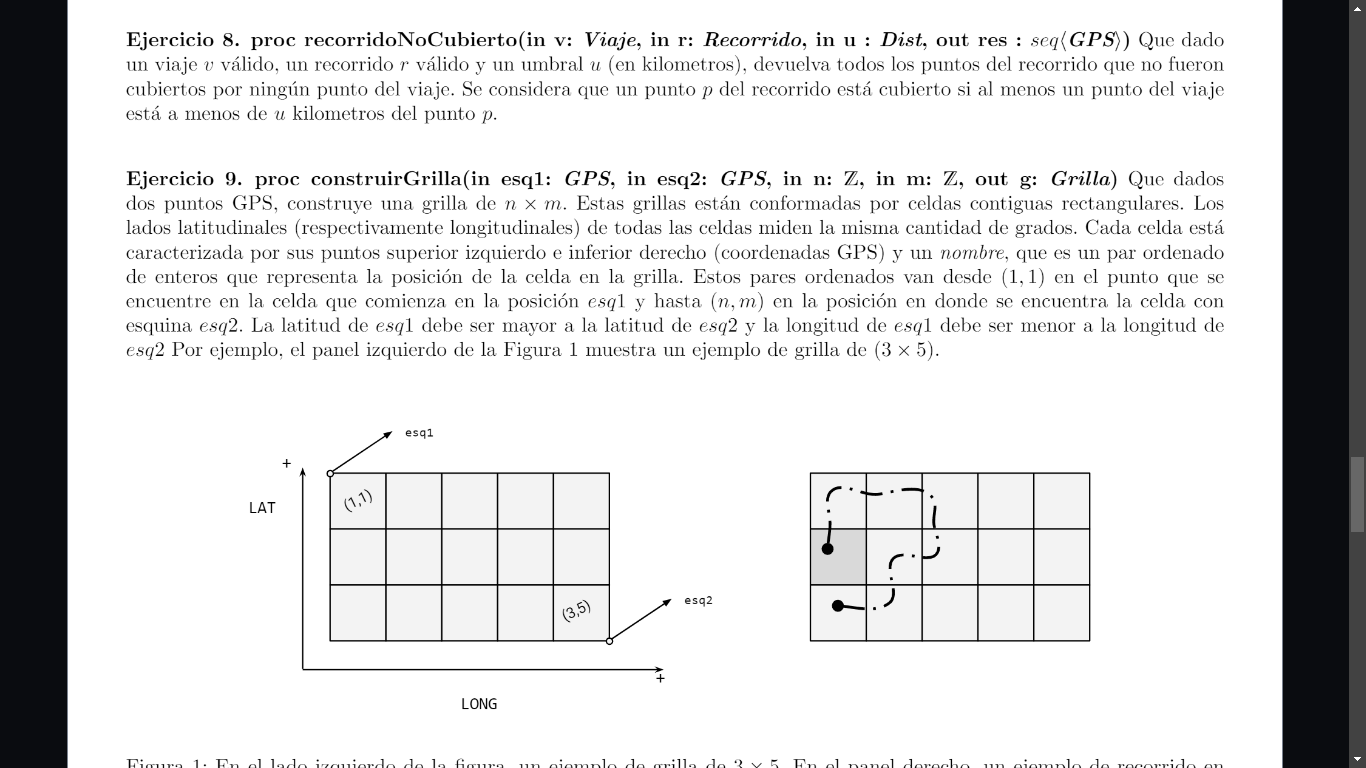 Ejercicio 8. proc recorridoNoCubierto(in v: Viaje, in r: Recorrido, in u : Dist, out res : seq⟨GPS⟩) Que dado
un viaje v válido, un recorrido r válido y un umbral u (en kilometros), devuelva todos los puntos del recorrido que no fueron
cubiertos por ningún punto del viaje. Se considera que un punto p del recorrido está cubierto si al menos un punto del viaje
está a menos de u kilometros del punto p.
Ejercicio 9. proc construirGrilla(in esq1: GPS, in esq2: GPS, in n: ℤ, in m: ℤ, out g: Grilla) Que dados
dos puntos GPS, construye una grilla de n × m. Estas grillas están conformadas por celdas contiguas rectangulares. Los
lados latitudinales (respectivamente longitudinales) de todas las celdas miden la misma cantidad de grados. Cada celda está
caracterizada por sus puntos superior izquierdo e inferior derecho (coordenadas GPS) y un nombre, que es un par ordenado
de enteros que representa la posición de la celda en la grilla. Estos pares ordenados van desde (1, 1) en el punto que se
encuentre en la celda que comienza en la posición esq1 y hasta (n, m) en la posición en donde se encuentra la celda con
esquina esq2. La latitud de esq1 debe ser mayor a la latitud de esq2 y la longitud de esq1 debe ser menor a la longitud de
esq2 Por ejemplo, el panel izquierdo de la Figura 1 muestra un ejemplo de grilla de (3 × 5).
esq1
+
(1,1)
LAT
esq2
(3,5)
+
LONG
Figura 1: En el lado izquierdo de la figura, un ejemplo de grilla de 3 × 5. En el panel derecho, un ejemplo de recorrido en